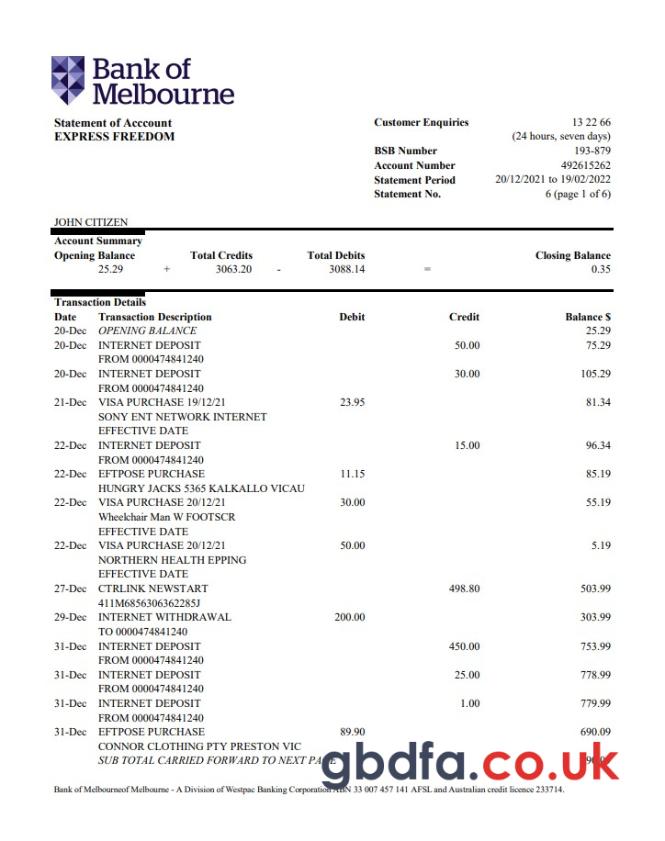 Bank of
Melbourne
Statement of Acccount
EXPRESS FREEDOM
Customer Enquiries 13 22 66
(24 hours, seven days)
BSB Number 193-879
Account Number 492615262
Statement Period 20/12/2021 to 19/02/2022
Statement No. 6 (page 1 of 6)
JOHN CITIZEN
Account Summary
Opening Balance Total Credits Total Debits Closing Balance
25.29 + 3063.20 - 3088.14 = 0.35
Transaction Details
Date Transaction Description Debit Credit Balance $
20-Dec OPENING BALANCE 25.29
20-Dec INTERNET DEPOSIT 50.00 75.29
FROM 0000474841240
20-Dec INTERNET DEPOSIT 30.00 105.29
FROM 0000474841240
21-Dec VISA PURCHASE 19/12/21 23.95 81.34
SONY ENT NETWORK INTERNET
EFFECTIVE DATE
22-Dec INTERNET DEPOSIT 15.00 96.34
FROM 0000474841240
22-Dec EFTPOSE PURCHASE 11.15 85.19
HUNGRY JACKS 5365 KALKALLO VICAU
22-Dec VISA PURCHASE 20/12/21 30.00 55.19
Wheelchair Man W FOOTSCR
EFFECTIVE DATE
22-Dec VISA PURCHASE 20/12/21 50.00 5.19
NORTHERN HEALTH EPPING
EFFECTIVE DATE
27-Dec CTRLINK NEWSTART 498.80 503.99
411M6856306362285J
29-Dec INTERNET WITHDRAWAL 200.00 303.99
TO 0000474841240
31-Dec INTERNET DEPOSIT 450.00 753.99
FROM 0000474841240
31-Dec INTERNET DEPOSIT 25.00 778.99
FROM 0000474841240
31-Dec INTERNET DEPOSIT 1.00 779.99
FROM 0000474841240
31-Dec EFTPOSE PURCHASE 89.90 690.09
CONNOR CLOTHING PTY PRESTON VIC
SUB TOTAL CARRIED FORWARD TO NEXT PAGE
gbdfa.co.uk
Bank of Melbourneof Melbourne - A Division of Westpac Banking Corporation ABN 33 007 457 141 AFSL and Australian credit licence 233714.